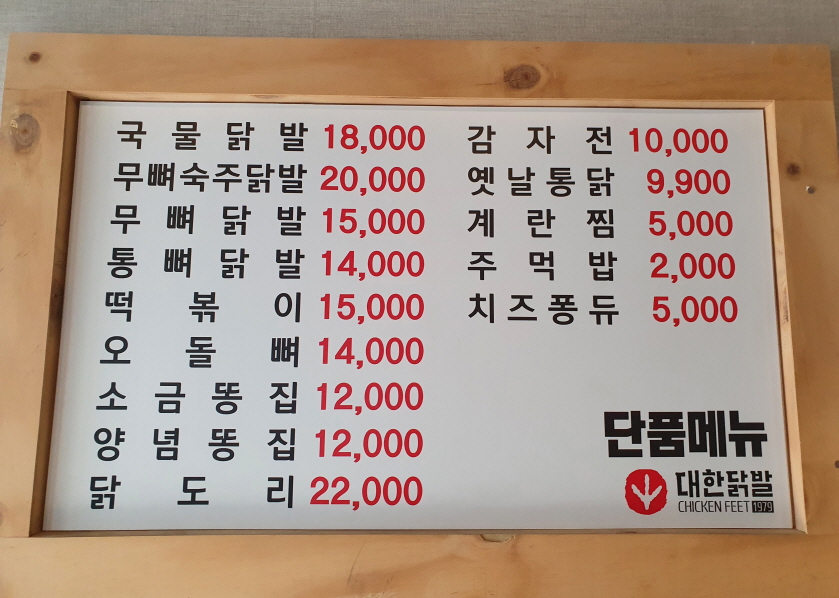 국물닭발 18,000
무뼈숙주닭발 20,000
무뼈닭발 15,000
통뼈닭발 14,000
떡볶이 15,000
오돌뼈 14,000
소금똥집 12,000
양념똥집 12,000
닭도리 22,000
감자전 10,000
옛날통닭 9,900
계란찜 5,000
주먹밥 2,000
치즈퐁듀 5,000
단품메뉴
대한닭발
CHICKEN FEET 1979